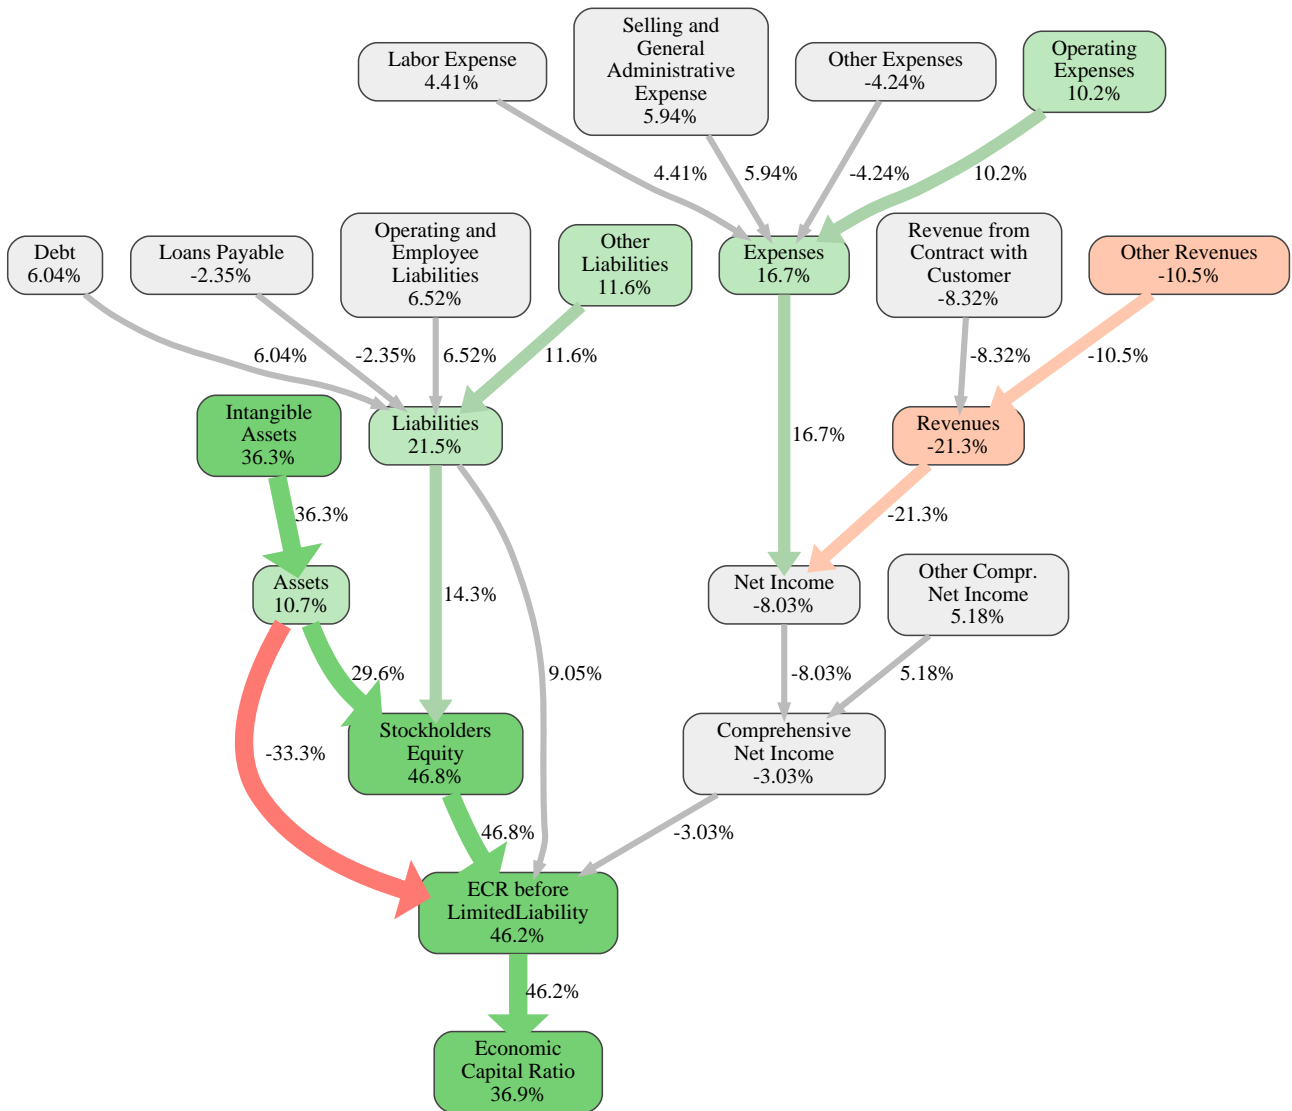 Selling and
General
Administrative
Expense
5.94%
Labor Expense
4.41%
Other Expenses
-4.24%
Operating
Expenses
10.2%
4.41%
5.94%
-4.24%
10.2%
Debt
6.04%
Loans Payable
-2.35%
Operating and
Employee
Liabilities
6.52%
Other
Liabilities
11.6%
Expenses
16.7%
Revenue from
Contract with
Customer
-8.32%
Other Revenues
-10.5%
6.04%
-2.35%
6.52%
11.6%
-8.32%
-10.5%
Intangible
Assets
36.3%
Liabilities
21.5%
16.7%
Revenues
-21.3%
36.3%
-21.3%
Assets
10.7%
14.3%
Net Income
-8.03%
Other Compr.
Net Income
5.18%
29.6%
9.05%
-8.03%
5.18%
-33.3%
Stockholders
Equity
46.8%
Comprehensive
Net Income
-3.03%
46.8%
-3.03%
ECR before
LimitedLiability
46.2%
46.2%
Economic
Capital Ratio
36.9%